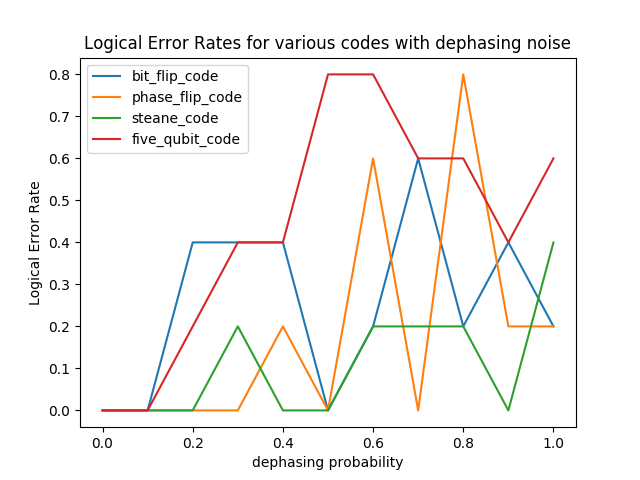 Logical Error Rates for various codes with dephasing noise
bit_flip_code
phase_flip_code
steane_code
five_qubit_code
Logical Error Rate
0.8
0.7
0.6
0.5
0.4
0.3
0.2
0.1
0.0
0.0 0.2 0.4 0.6 0.8 1.0
dephasing probability